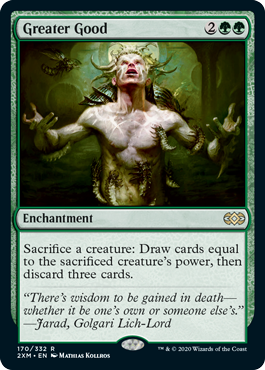 Greater Good 2GG
Enchantment
Sacrifice a creature: Draw cards equal
to the sacrificed creature's power, then
discard three cards.
“There's wisdom to be gained in death—
whether it be one's own or someone else's.”
—Jarad, Golgari Lich-Lord
170/332 R
2XM • EN Mathias Kollros
™ & © 2020 Wizards of the Coast